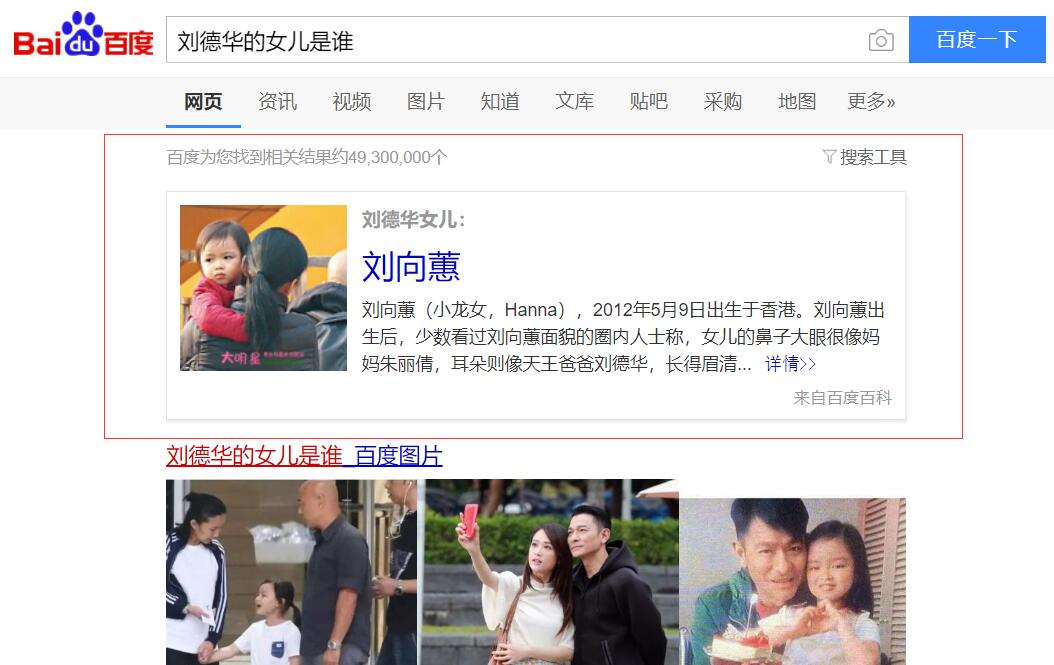 Bai du 百度
刘德华的女儿是谁
百度一下
网页 资讯 视频 图片 知道 文库 贴吧 采购 地图 更多»
百度为您找到相关结果约49,300,000个
搜索工具
刘德华女儿：
刘向蕙
刘向蕙（小龙女，Hanna），2012年5月9日出生于香港。刘向蕙出
生后，少数看过刘向蕙面貌的圈内人士称，女儿的鼻子大眼很像妈
妈朱丽倩，耳朵则像天王爸爸刘德华，长得眉清... 详情>>
大明星
来自百度百科
刘德华的女儿是谁_百度图片